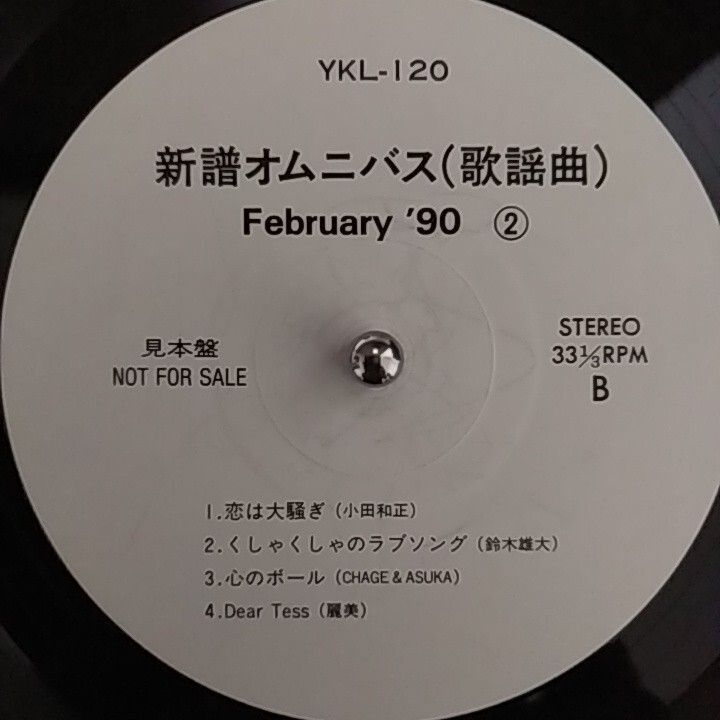 YKL-120
新譜オムニバス(歌謡曲)
February '90 ②
見本盤
NOT FOR SALE
STEREO
33⅓RPM
B
1.恋は大騒ぎ(小田和正)
2.くしゃくしゃのラブソング(鈴木雄大)
3.心のボール(CHAGE&ASUKA)
4.Dear Tess(麗美)